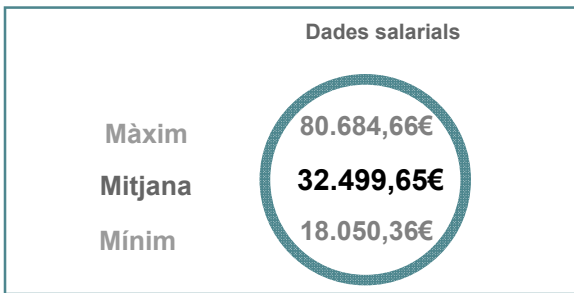 Dades salarials
Màxim 80.684,66€
Mitjana 32.499,65€
Mínim 18.050,36€